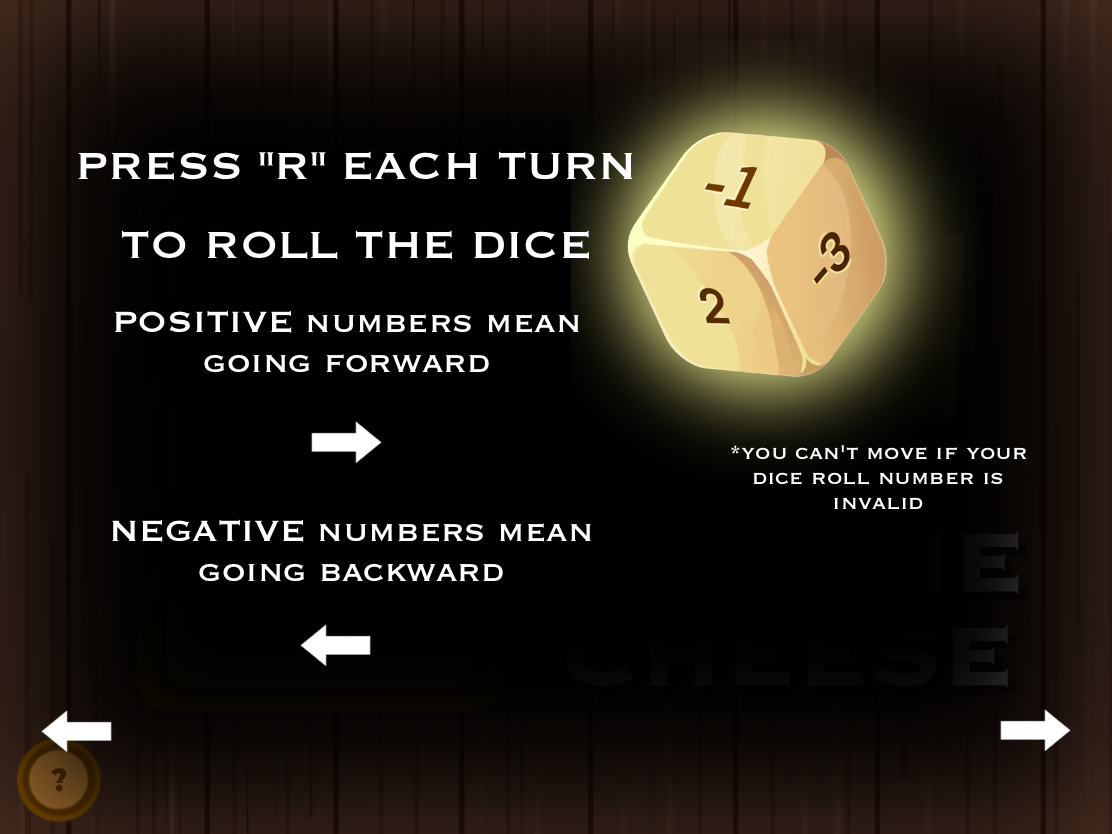 PRESS "R" EACH TURN
TO ROLL THE DICE
POSITIVE NUMBERS MEAN
GOING FORWARD
NEGATIVE NUMBERS MEAN
GOING BACKWARD
-1
-3
2
*YOU CAN'T MOVE IF YOUR
DICE ROLL NUMBER IS
INVALID
CHEESE
?